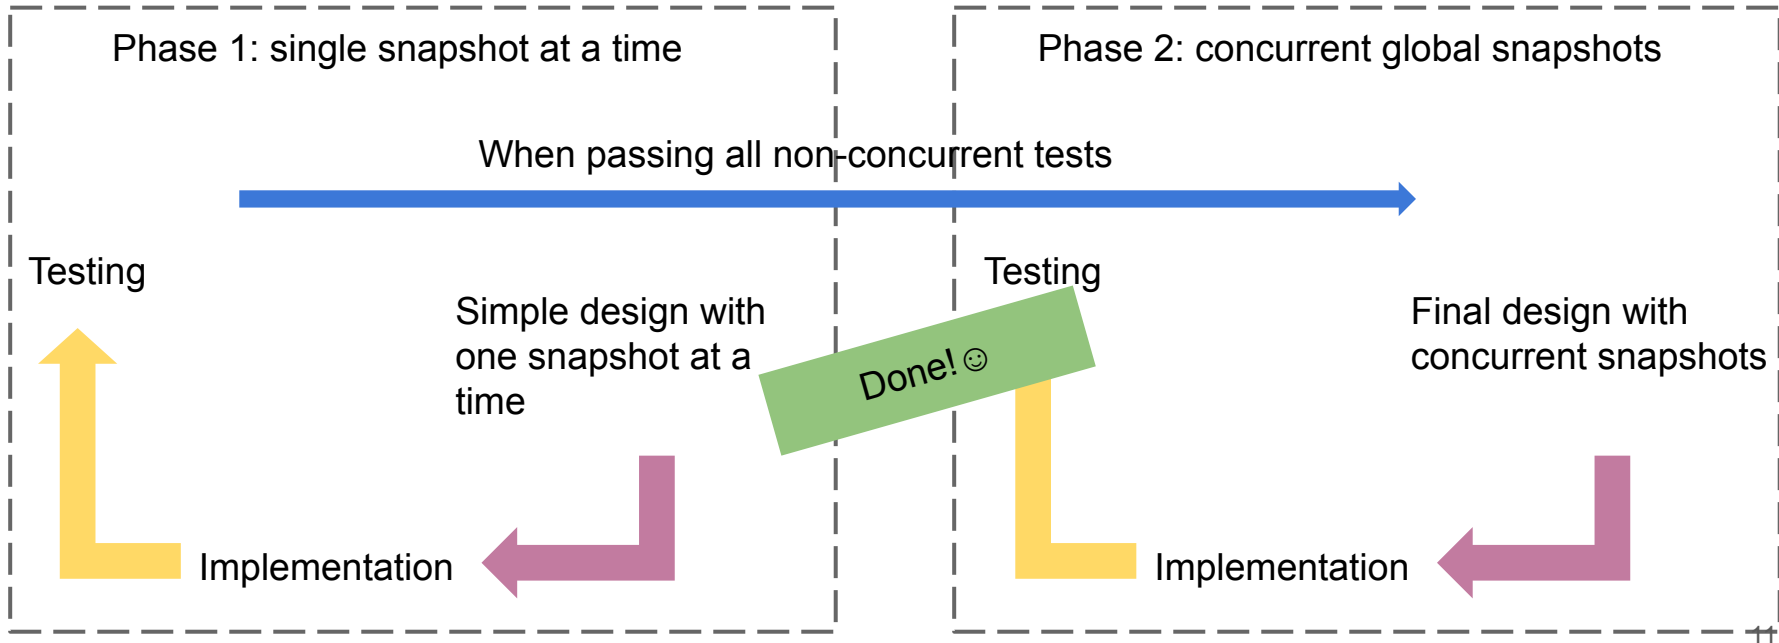 Phase 1: single snapshot at a time
Phase 2: concurrent global snapshots
When passing all non-concurrent tests
Testing
Simple design with
one snapshot at a
time
Implementation
Done!☺
Testing
Final design with
concurrent snapshots
Implementation
11